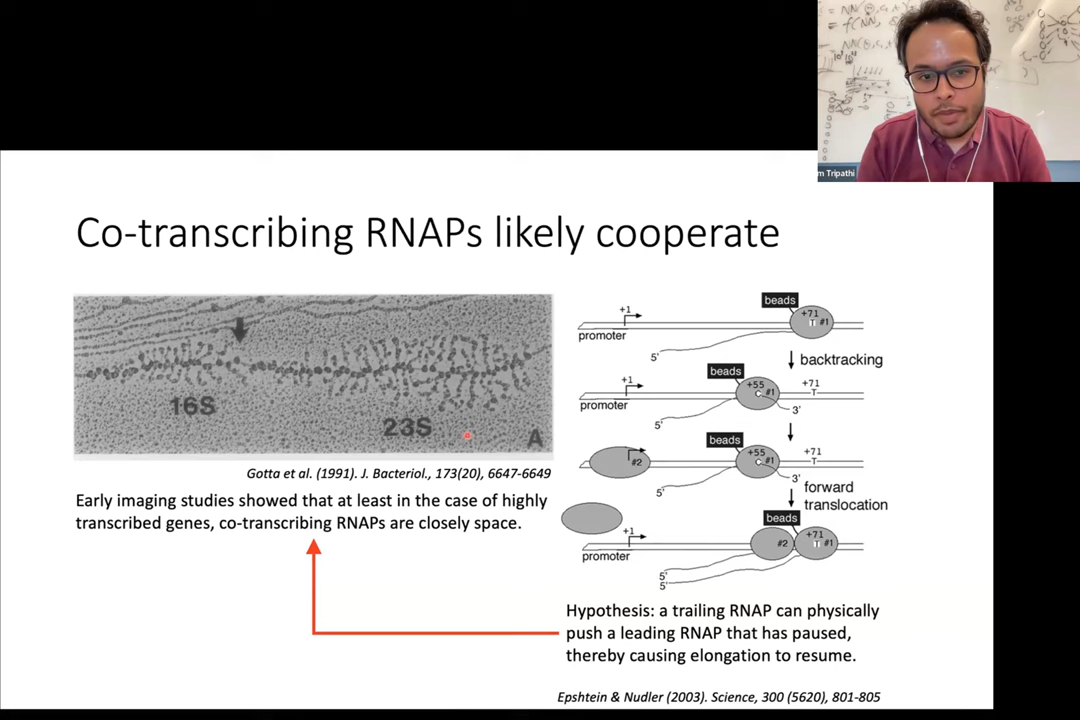 m Tripathi
Co-transcribing RNAPs likely cooperate
16S
23S
A
Gotta et al. (1991). J. Bacteriol., 173(20), 6647-6649
Early imaging studies showed that at least in the case of highly
transcribed genes, co-transcribing RNAPs are closely space.
beads
+1
+71
T #1
promoter
5'
backtracking
beads
+1
+55
#1
+71
T
promoter
3'
5'
beads
#2
+55
#1
+71
T
3'
5'
forward
translocation
beads
+1
#2
+71
#1
promoter
5'
5'
Hypothesis: a trailing RNAP can physically
push a leading RNAP that has paused,
thereby causing elongation to resume.
Epshtein & Nudler (2003). Science, 300 (5620), 801-805